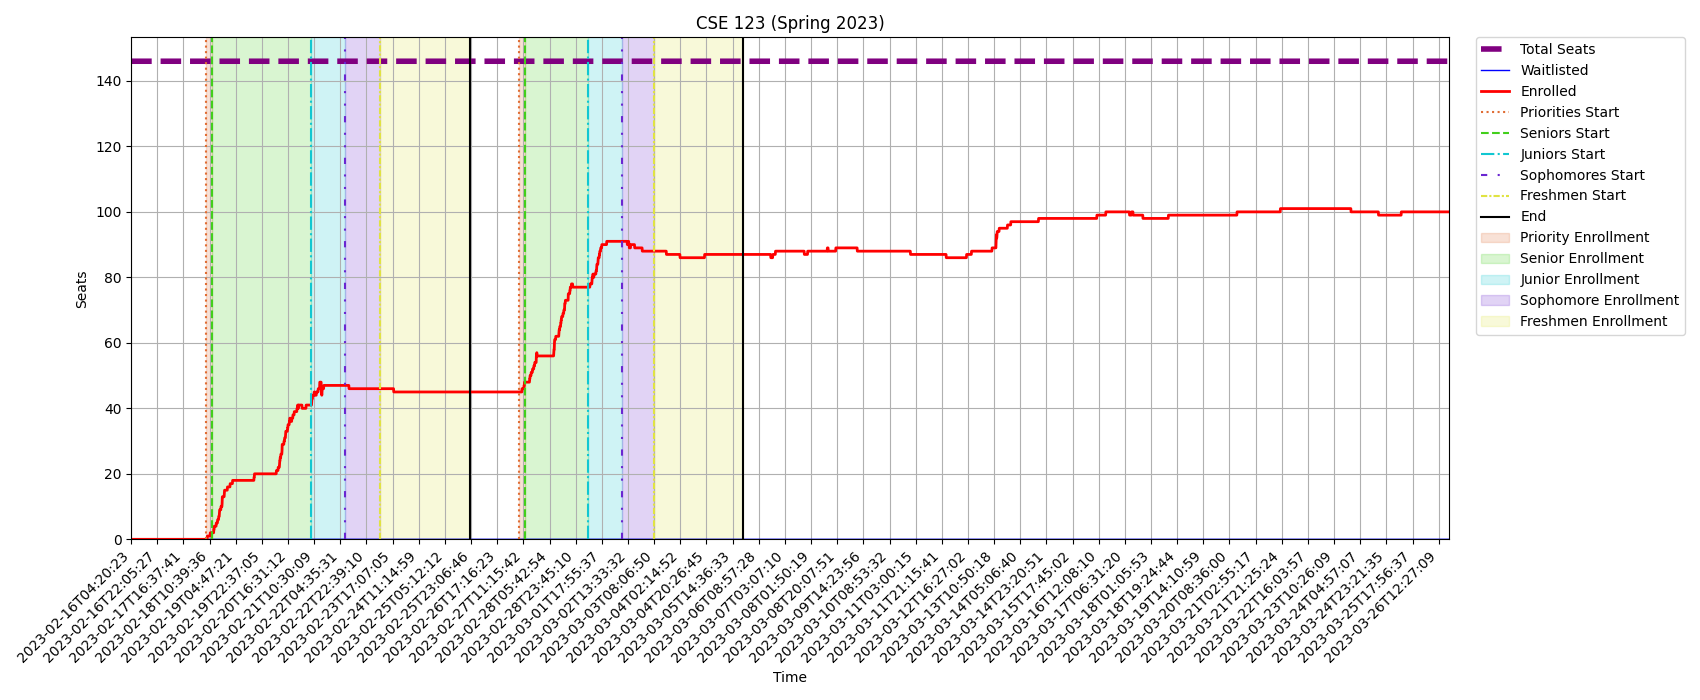 CSE 123 (Spring 2023)
Seats
140
120
100
80
60
40
20
0
2023-02-16T04:20:23
2023-02-16T22:05:27
2023-02-17T16:37:41
2023-02-18T10:39:36
2023-02-19T04:47:21
2023-02-19T22:37:05
2023-02-20T16:31:12
2023-02-21T10:30:09
2023-02-22T04:35:31
2023-02-22T22:39:10
2023-02-23T17:07:05
2023-02-24T11:14:59
2023-02-25T05:12:12
2023-02-25T23:06:46
2023-02-26T17:16:23
2023-02-27T11:15:42
2023-02-28T05:42:54
2023-02-28T23:45:10
2023-03-01T17:55:37
2023-03-02T13:33:32
2023-03-03T08:06:50
2023-03-04T02:14:52
2023-03-04T20:26:45
2023-03-05T14:36:33
2023-03-06T08:57:28
2023-03-07T03:07:10
2023-03-08T01:50:19
2023-03-08T20:07:51
2023-03-09T14:23:56
2023-03-10T08:53:32
2023-03-11T03:00:15
2023-03-11T21:15:41
2023-03-12T16:27:02
2023-03-13T10:50:18
2023-03-14T05:06:40
2023-03-14T23:20:51
2023-03-15T17:45:02
2023-03-16T12:08:10
2023-03-17T06:31:20
2023-03-18T01:05:53
2023-03-18T19:24:44
2023-03-19T14:10:59
2023-03-20T08:36:00
2023-03-21T02:55:17
2023-03-21T21:25:24
2023-03-22T16:03:57
2023-03-23T10:26:09
2023-03-24T04:57:07
2023-03-24T23:21:35
2023-03-25T17:56:37
2023-03-26T12:27:09
Time
Total Seats
Waitlisted
Enrolled
Priorities Start
Seniors Start
Juniors Start
Sophomores Start
Freshmen Start
End
Priority Enrollment
Senior Enrollment
Junior Enrollment
Sophomore Enrollment
Freshmen Enrollment